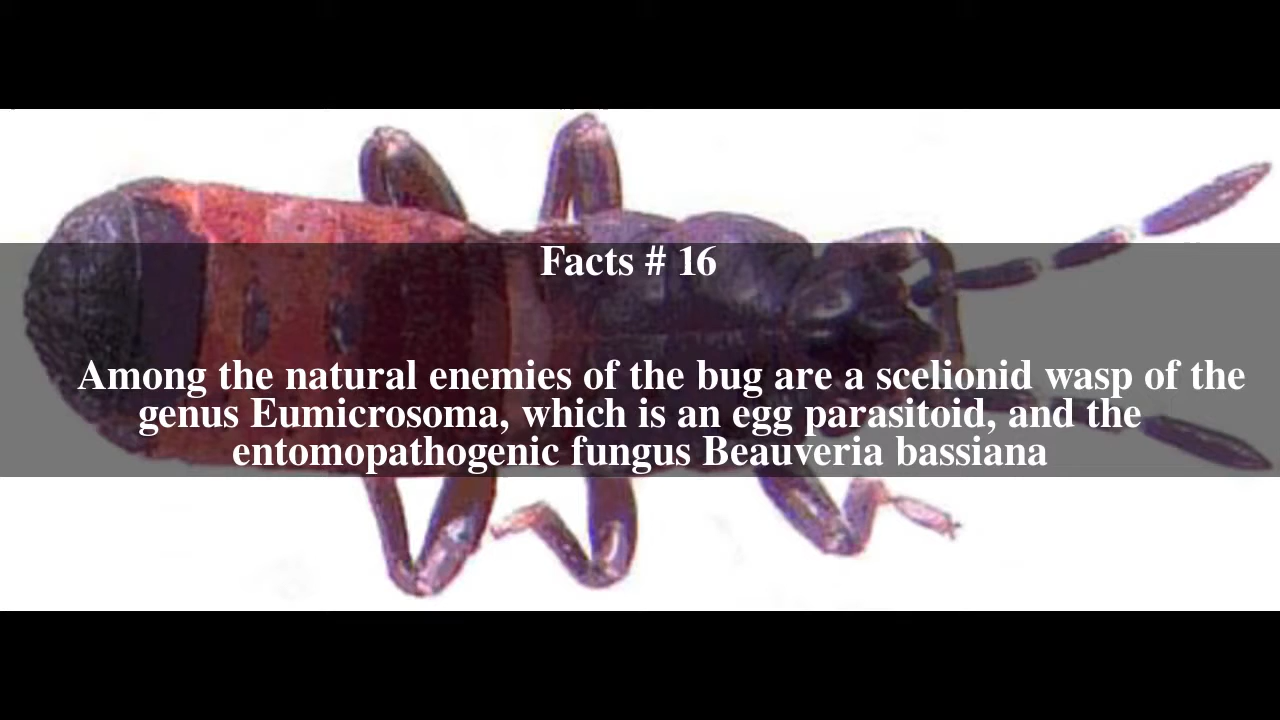 Facts # 16
Among the natural enemies of the bug are a scelionid wasp of the
genus Eumicrosoma, which is an egg parasitoid, and the
entomopathogenic fungus Beauveria bassiana